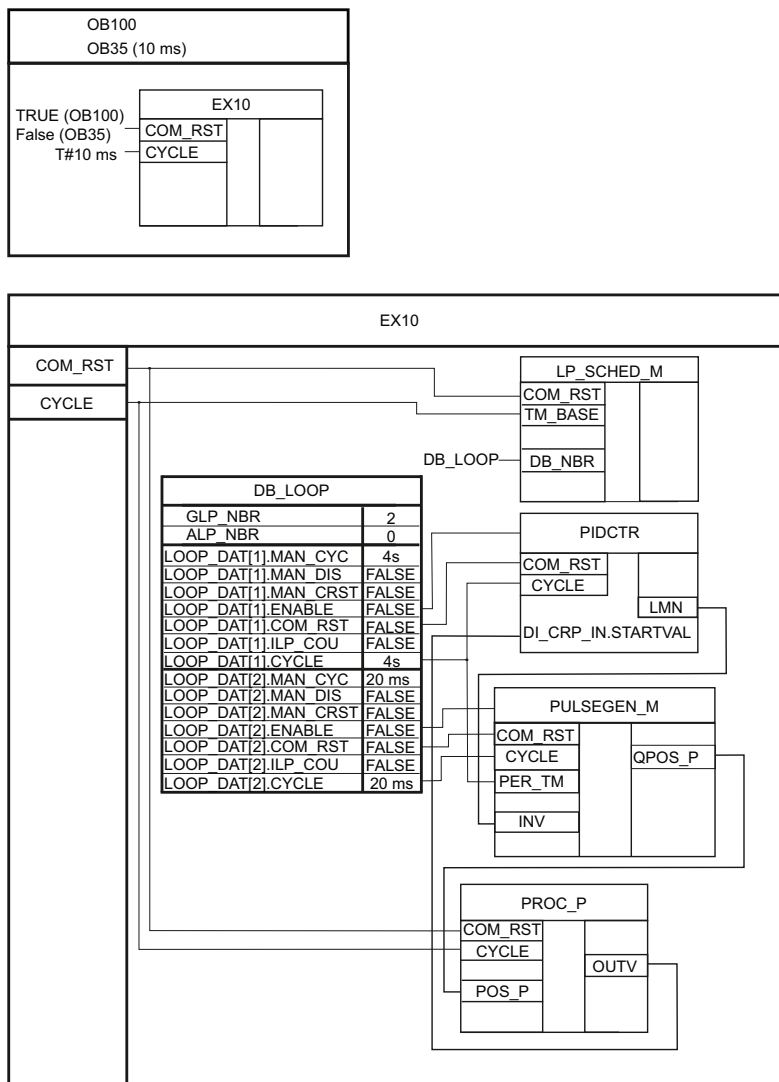 OB100
OB35 (10 ms)
EX10
TRUE (OB100)
False (OB35)
COM_RST
T#10 ms
CYCLE
EX10
COM_RST
CYCLE
LP_SCHED_M
COM_RST
TM_BASE
DB_LOOP
DB_NBR
DB_LOOP
GLP_NBR 2
ALP_NBR 0
LOOP_DAT[1].MAN_CYC 4s
LOOP_DAT[1].MAN_DIS FALSE
LOOP_DAT[1].MAN_CRST FALSE
LOOP_DAT[1].ENABLE FALSE
LOOP_DAT[1].COM_RST FALSE
LOOP_DAT[1].ILP_COU FALSE
LOOP_DAT[1].CYCLE 4s
LOOP_DAT[2].MAN_CYC 20 ms
LOOP_DAT[2].MAN_DIS FALSE
LOOP_DAT[2].MAN_CRST FALSE
LOOP_DAT[2].ENABLE FALSE
LOOP_DAT[2].COM_RST FALSE
LOOP_DAT[2].ILP_COU FALSE
LOOP_DAT[2].CYCLE 20 ms
PIDCTR
COM_RST
CYCLE
LMN
DI_CRP_IN.STARTVAL
PULSEGEN_M
COM_RST
CYCLE
QPOS_P
PER_TM
INV
PROC_P
COM_RST
CYCLE
OUTV
POS_P